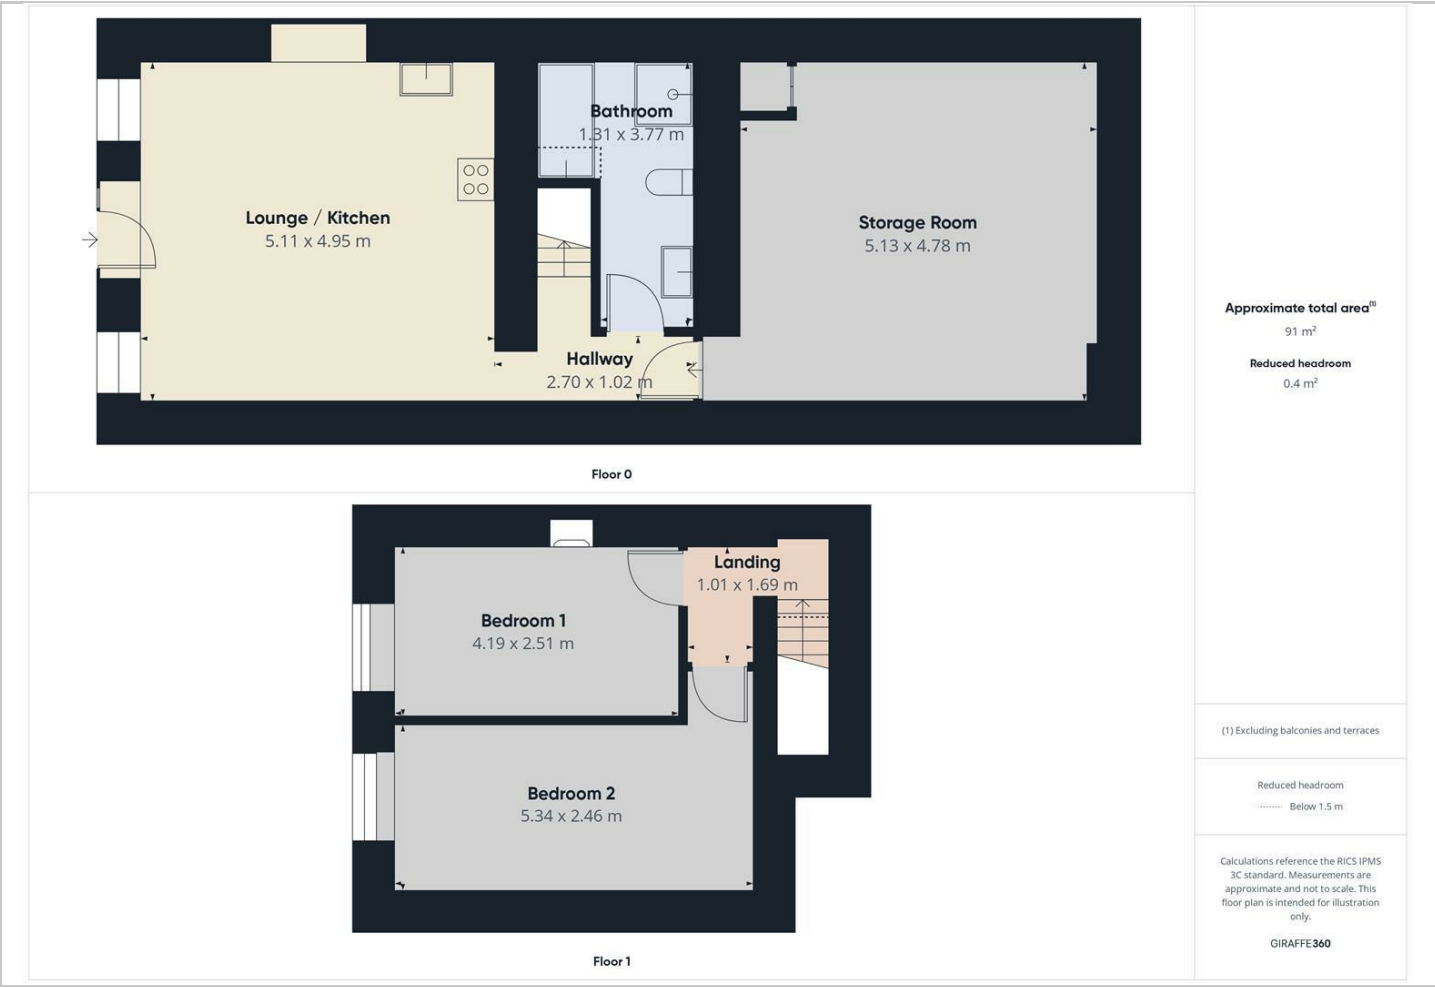 Bathroom
1.31 x 3.77 m
Lounge / Kitchen
5.11 x 4.95 m
Storage Room
5.13 x 4.78 m
Hallway
2.70 x 1.02 m
Floor 0
Landing
1.01 x 1.69 m
Bedroom 1
4.19 x 2.51 m
Bedroom 2
5.34 x 2.46 m
Floor 1
Approximate total area⁽¹⁾
91 m²
Reduced headroom
0.4 m²
(1) Excluding balconies and terraces
Reduced headroom
Below 1.5 m
Calculations reference the RICS IPMS
3C standard. Measurements are
approximate and not to scale. This
floor plan is intended for illustration
only.
GIRAFFE360